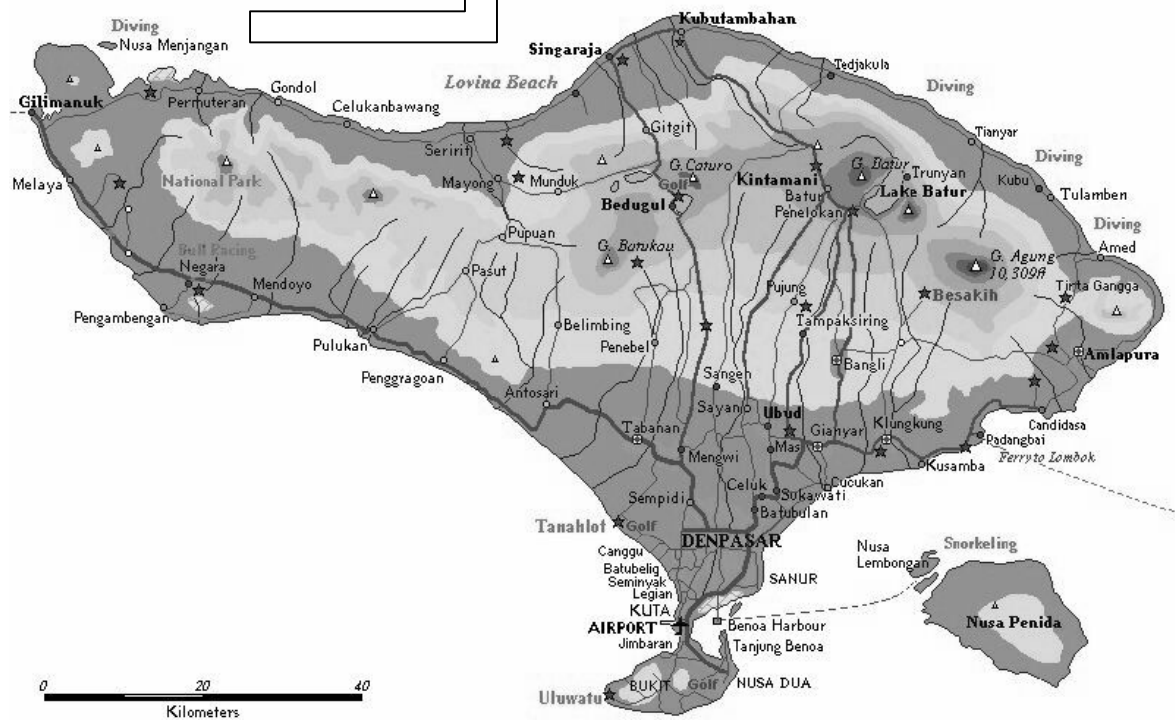 Diving
Nusa Menjangan
Kubutambahan
Singaraja
Lovina Beach
Tedjakula
Diving
Gilimanuk
Permuteran
Gondol
Celukanbawang
Gitgit
Tianyar
Seririt
Diving
Melaya
National Park
Mayong
Munduk
G. Catur
Golf
Kintamani
G. Batur
Trunyan
Kubu
Tulamben
Bedugul
Batur
Lake Batur
Penelokan
Diving
Bull Racing
Pupuan
G. Batukau
Amed
Negara
Pasut
G. Agung
10,309ft
Mendoyo
Pujung
Besakih
Tirta Gangga
Pengambengan
Belimbing
Tampaksiring
Pulukan
Penebel
Bangli
Amlapura
Penggragoan
Sangeh
Antosari
Sayan
Ubud
Klungkung
Candidasa
Tabanan
Gianyar
Padangbai
Mengwi
Mas
Ferry to Lombok
Kusamba
Celuk
Cucukan
Sempidi
Sukawati
Batubulan
Tanahlot
Golf
DENPASAR
Canggu
Batubelig
Seminyak
Legian
SANUR
Nusa
Lembongan
Snorkeling
KUTA
AIRPORT
Benoa Harbour
Nusa Penida
Jimbaran
Tanjung Benoa
BUKIT
Golf
NUSA DUA
Uluwatu
0 20 40
Kilometers